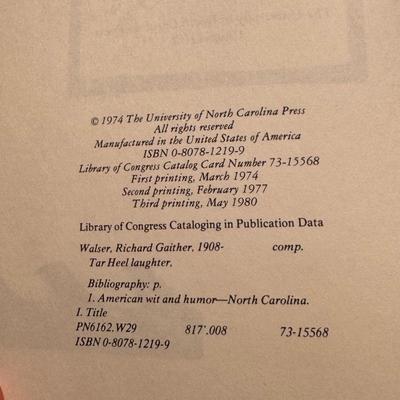 © 1974 The University of North Carolina Press
All rights reserved
Manufactured in the United States of America
ISBN 0-8078-1219-9
Library of Congress Catalog Card Number 73-15568
First printing, March 1974
Second printing, February 1977
Third printing, May 1980
Library of Congress Cataloging in Publication Data
Walser, Richard Gaither, 1908- comp.
Tar Heel laughter.
Bibliography: p.
1. American wit and humor—North Carolina.
I. Title
PN6162.W29 817'.008 73-15568
ISBN 0-8078-1219-9